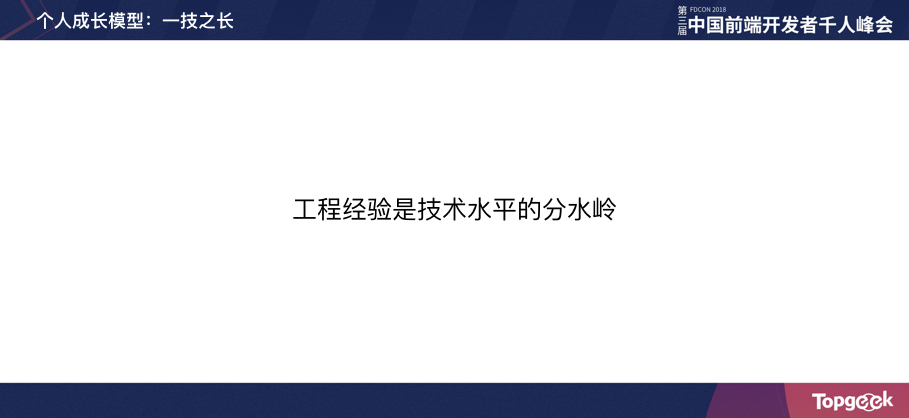 个人成长模型：一技之长
第三届
FDCON 2018
中国前端开发者千人峰会
工程经验是技术水平的分水岭
Topgeek